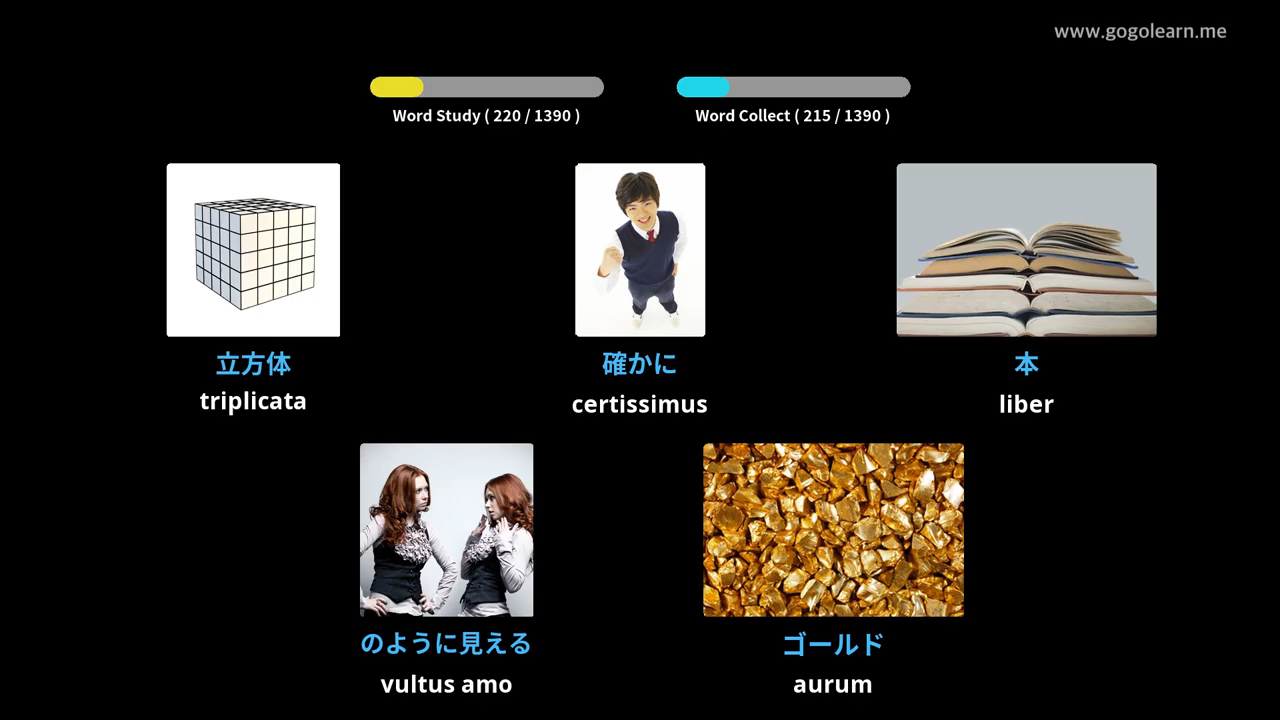 www.gogolearn.me
Word Study ( 220 / 1390 )
Word Collect ( 215 / 1390 )
立方体
triplicata
確かに
certissimus
本
liber
のように見える
vultus amo
ゴールド
aurum